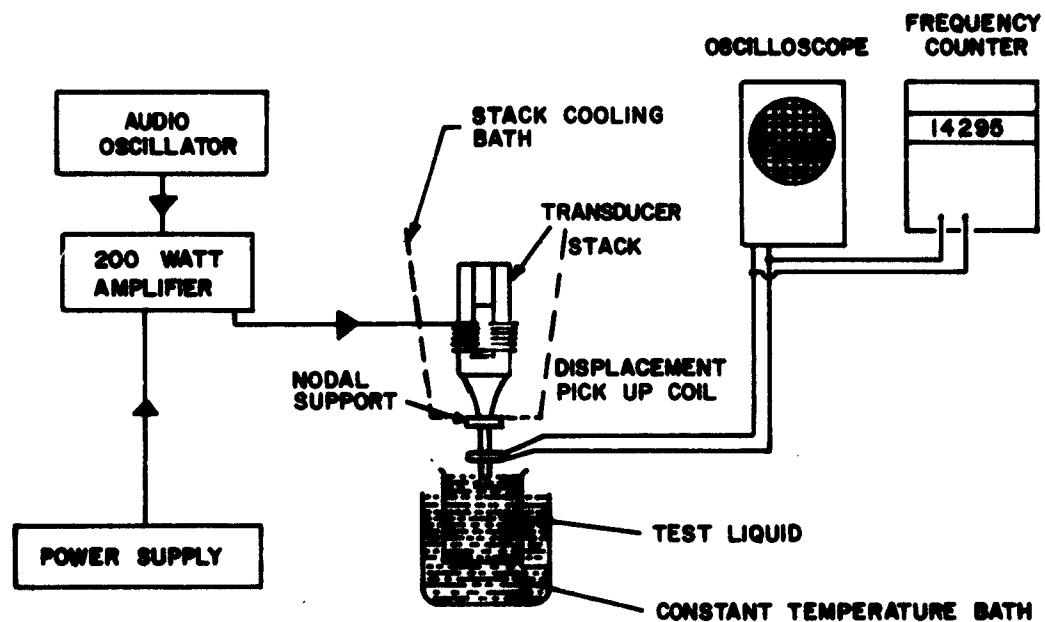 FREQUENCY
COUNTER
OSCILLOSCOPE
14295
AUDIO
OSCILLATOR
STACK COOLING
BATH
TRANSDUCER
STACK
200 WATT
AMPLIFIER
DISPLACEMENT
PICK UP COIL
NODAL
SUPPORT
TEST LIQUID
POWER SUPPLY
CONSTANT TEMPERATURE BATH